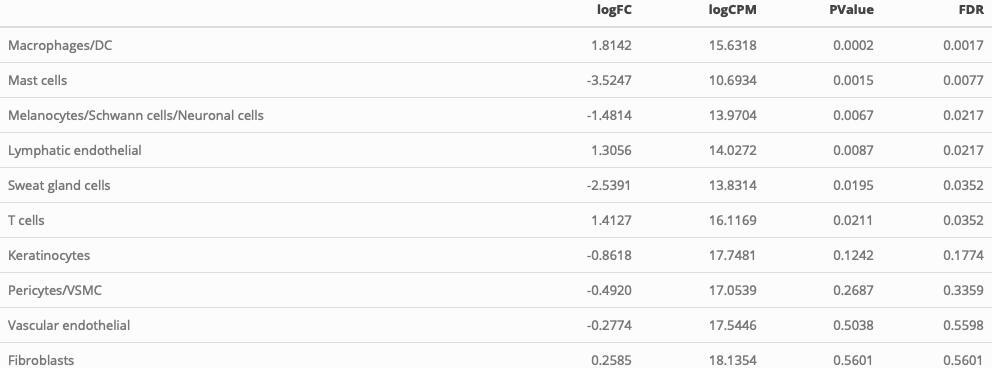 logFC logCPM PValue FDR
Macrophages/DC 1.8142 15.6318 0.0002 0.0017
Mast cells -3.5247 10.6934 0.0015 0.0077
Melanocytes/Schwann cells/Neuronal cells -1.4814 13.9704 0.0067 0.0217
Lymphatic endothelial 1.3056 14.0272 0.0087 0.0217
Sweat gland cells -2.5391 13.8314 0.0195 0.0352
T cells 1.4127 16.1169 0.0211 0.0352
Keratinocytes -0.8618 17.7481 0.1242 0.1774
Pericytes/VSMC -0.4920 17.0539 0.2687 0.3359
Vascular endothelial -0.2774 17.5446 0.5038 0.5598
Fibroblasts 0.2585 18.1354 0.5601 0.5601